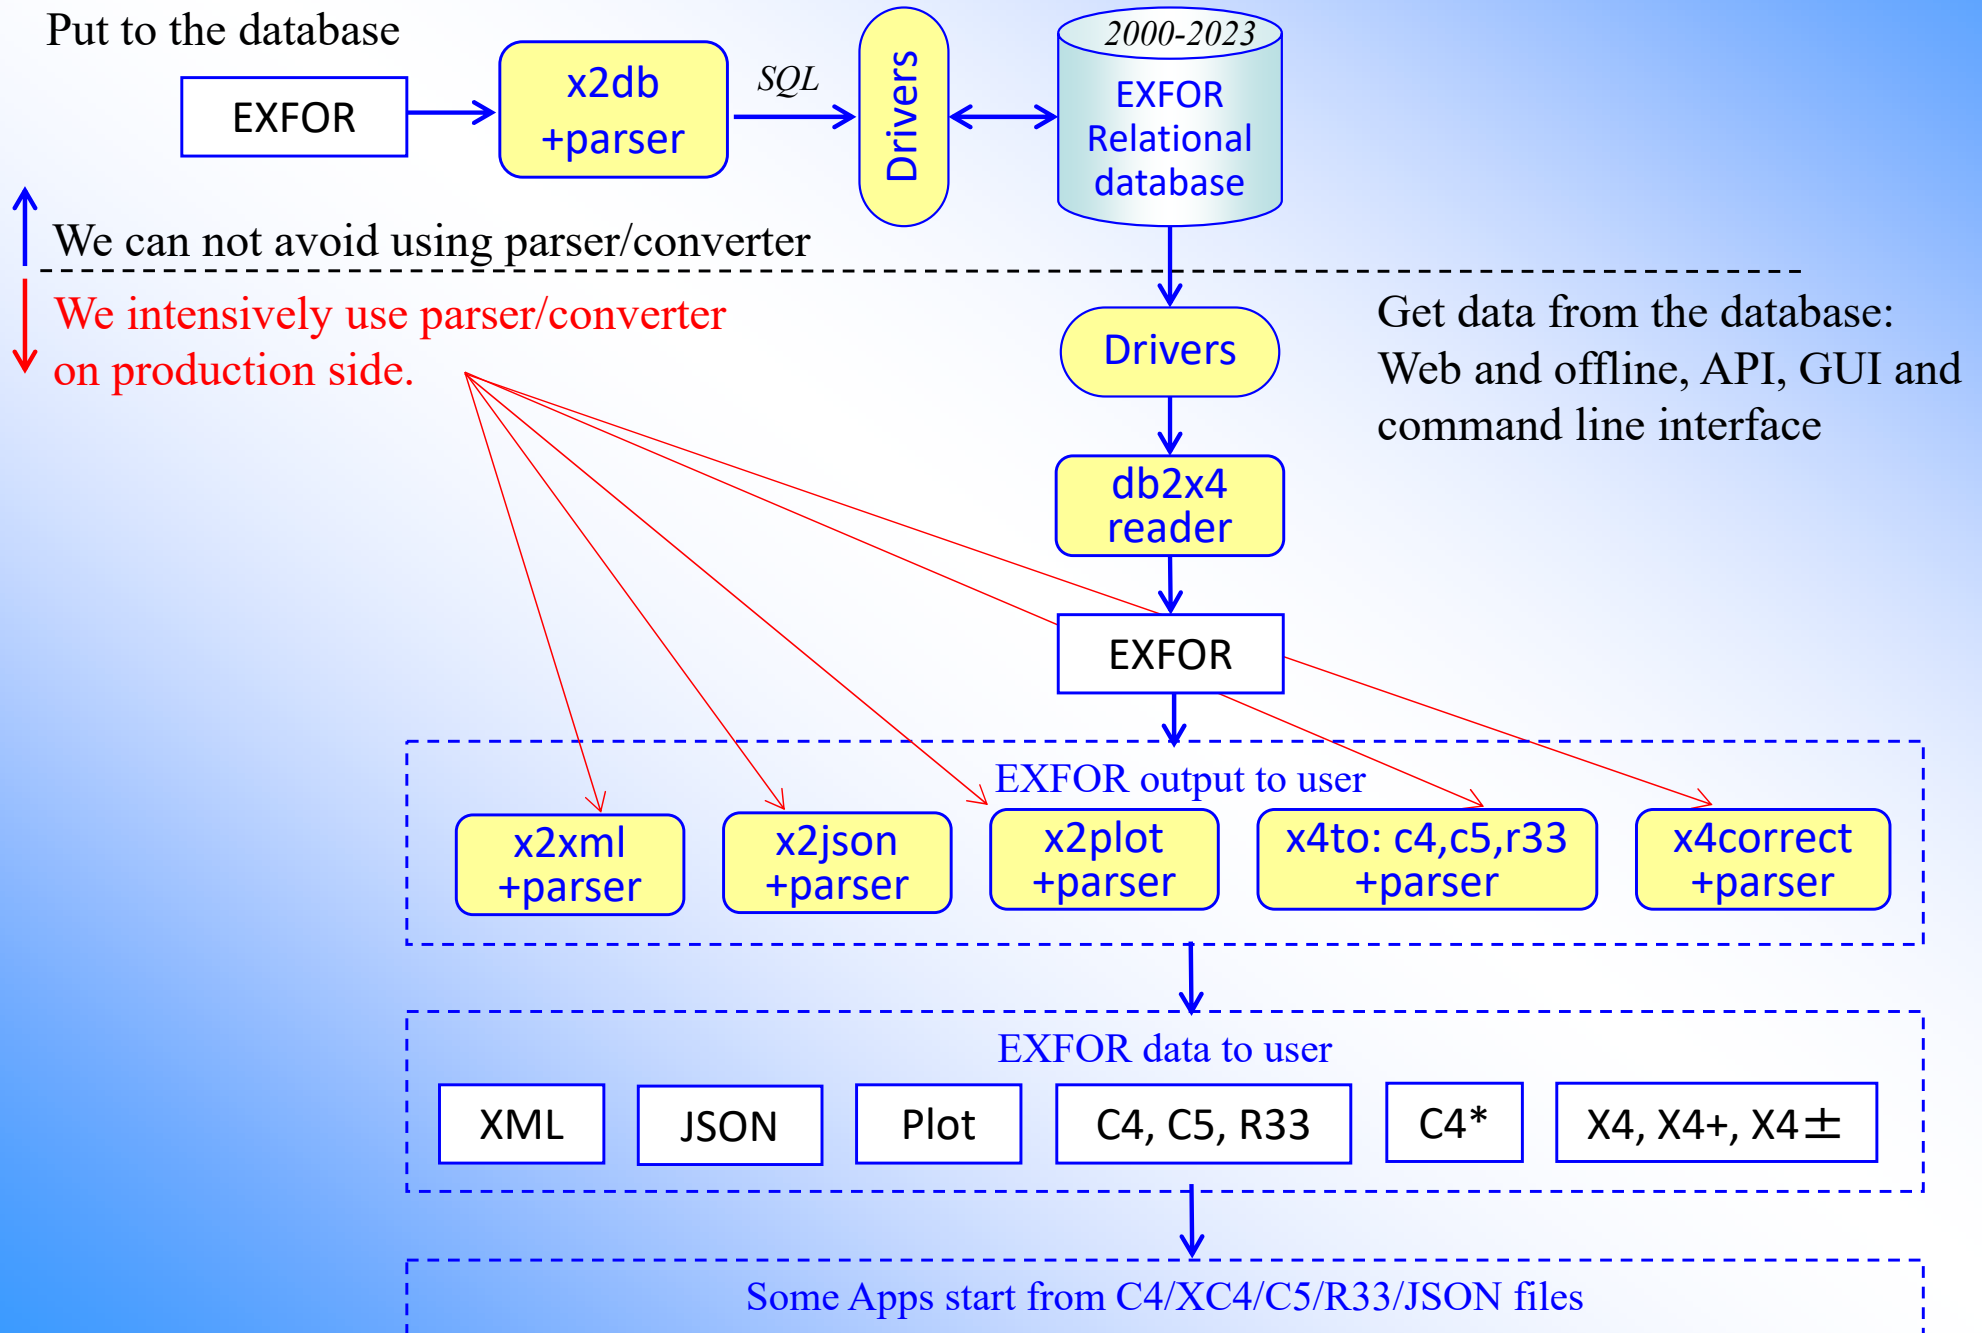 Put to the database
EXFOR
x2db
+parser
SQL
Drivers
2000-2023
EXFOR
Relational
database
We can not avoid using parser/converter
We intensively use parser/converter
on production side.
Drivers
Get data from the database:
Web and offline, API, GUI and
command line interface
db2x4
reader
EXFOR
EXFOR output to user
x2xml
+parser
x2json
+parser
x2plot
+parser
x4to: c4,c5,r33
+parser
x4correct
+parser
EXFOR data to user
XML
JSON
Plot
C4, C5, R33
C4*
X4, X4+, X4±
Some Apps start from C4/XC4/C5/R33/JSON files